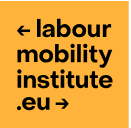 ← labour
mobility
institute
.eu →